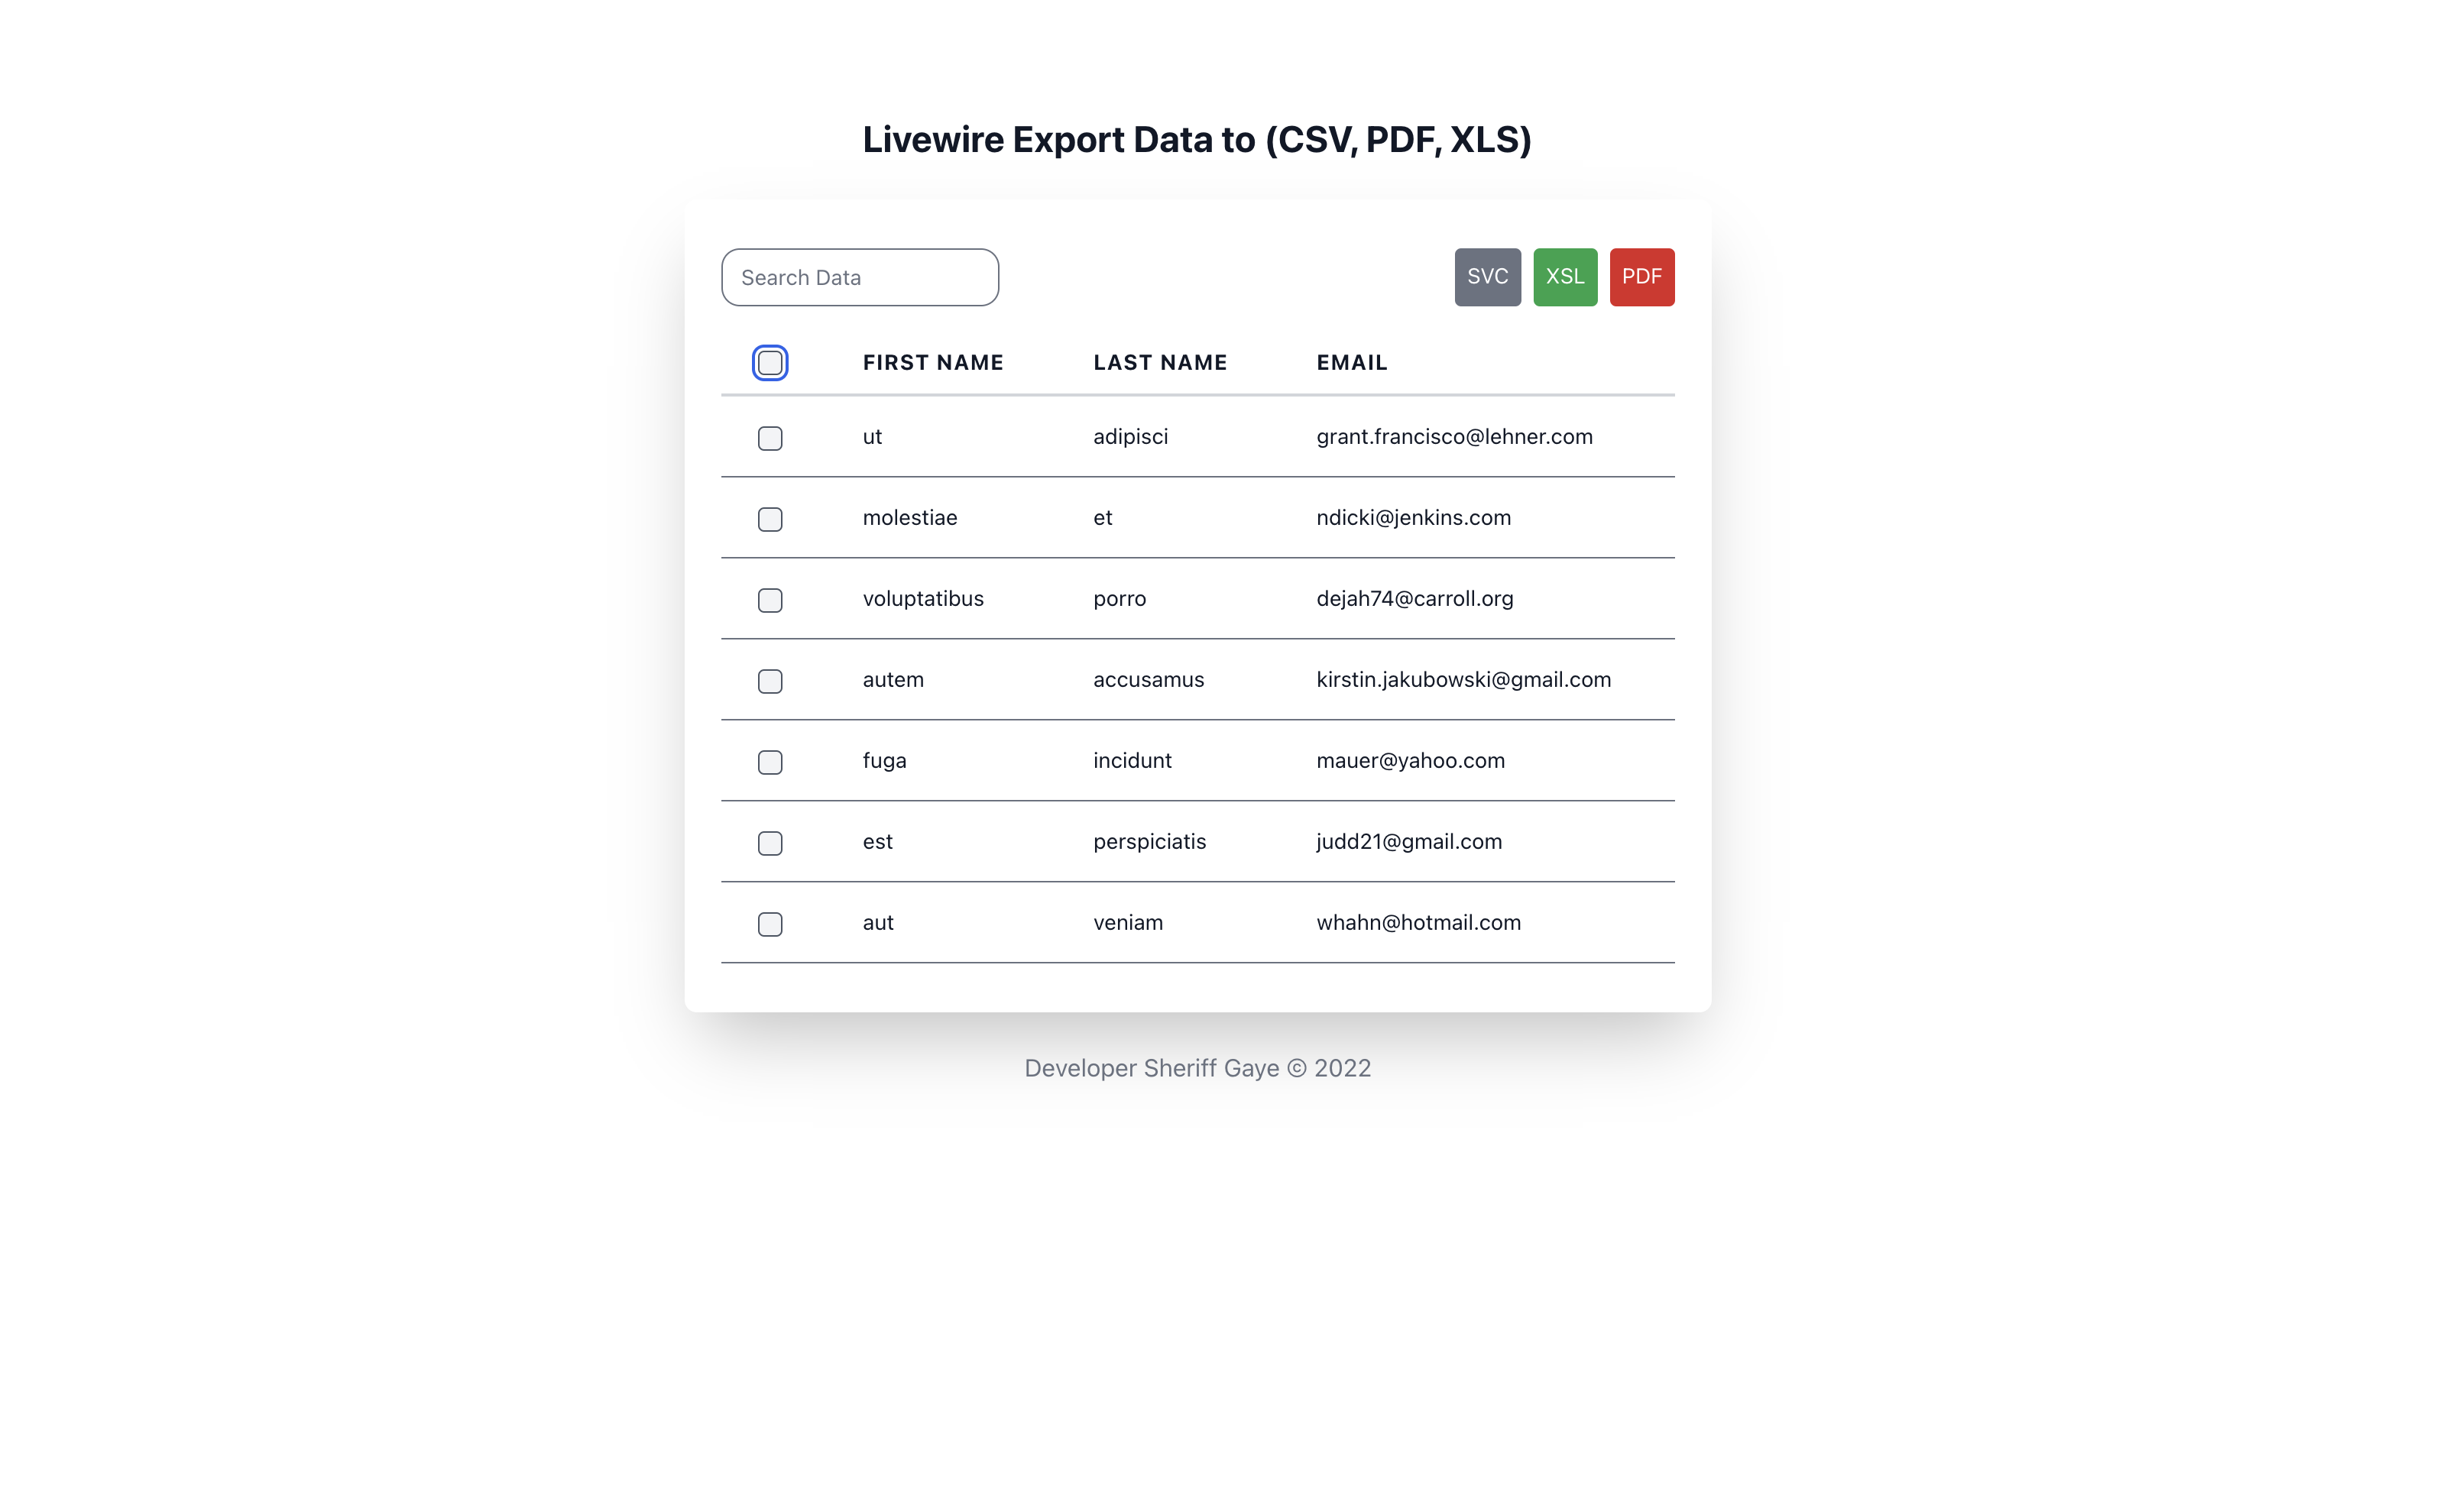 Livewire Export Data to (CSV, PDF, XLS)
Search Data SVC XSL PDF
FIRST NAME LAST NAME EMAIL
ut adipisci grant.francisco@lehner.com
molestiae et ndicki@jenkins.com
voluptatibus porro dejah74@carroll.org
autem accusamus kirstin.jakubowski@gmail.com
fuga incidunt mauer@yahoo.com
est perspiciatis judd21@gmail.com
aut veniam whahn@hotmail.com
Developer Sheriff Gaye © 2022